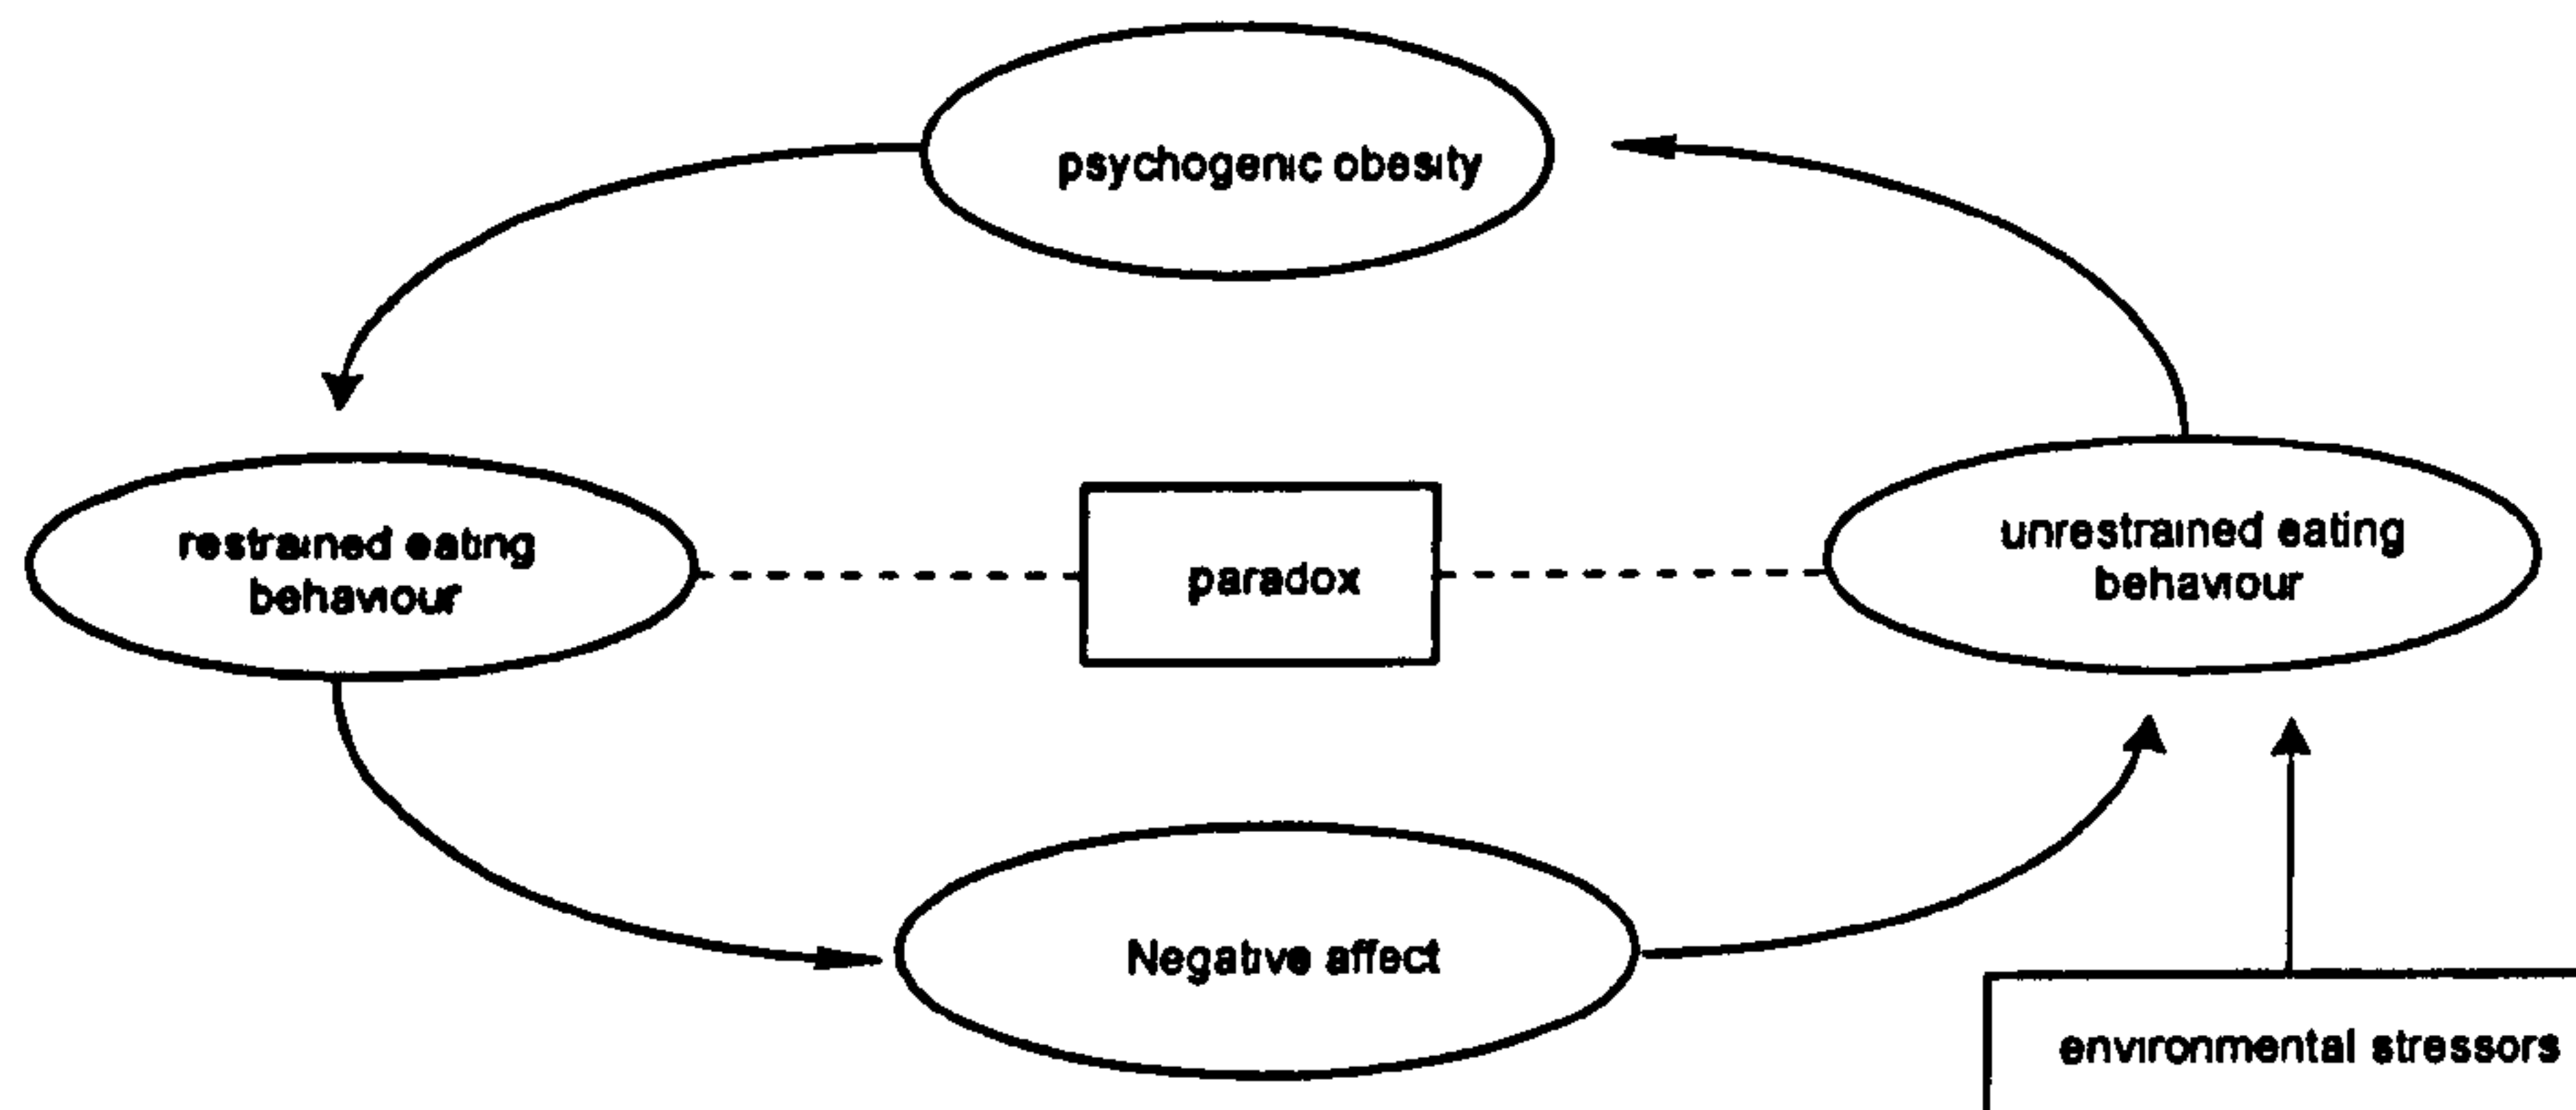 psychogenic obesity
restrained eating
behaviour
paradox
unrestrained eating
behaviour
Negative affect
environmental stressors